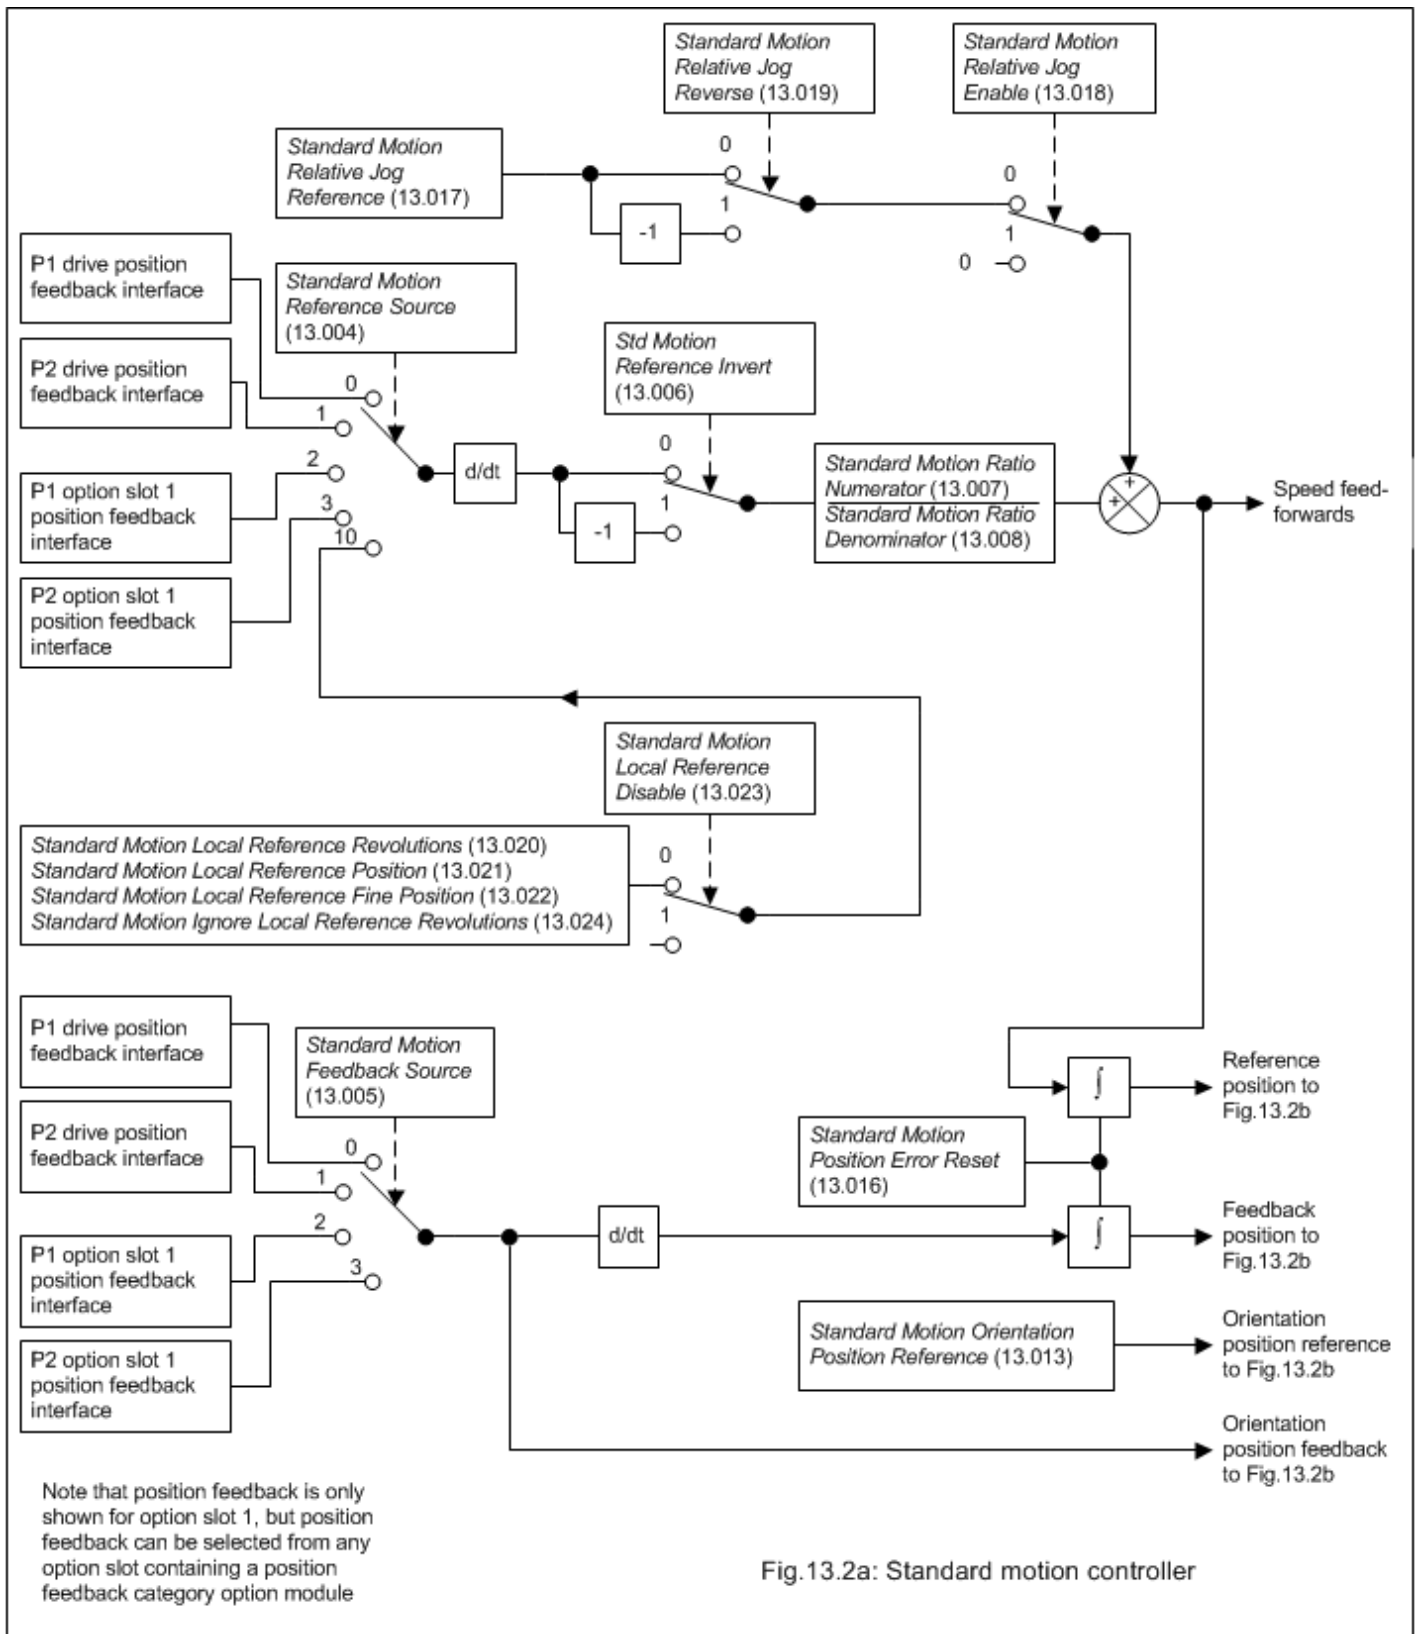 Standard Motion
Relative Jog
Reverse (13.019)
Standard Motion
Relative Jog
Enable (13.018)
Standard Motion
Relative Jog
Reference (13.017)
0
1
-1
0
1
0
P1 drive position
feedback interface
Standard Motion
Reference Source
(13.004)
P2 drive position
feedback interface
Std Motion
Reference Invert
(13.006)
0
1
2
3
10
P1 option slot 1
position feedback
interface
P2 option slot 1
position feedback
interface
d/dt
0
1
-1
Standard Motion Ratio
Numerator (13.007)
Standard Motion Ratio
Denominator (13.008)
+
+
Speed feed-
forwards
Standard Motion
Local Reference
Disable (13.023)
Standard Motion Local Reference Revolutions (13.020)
Standard Motion Local Reference Position (13.021)
Standard Motion Local Reference Fine Position (13.022)
Standard Motion Ignore Local Reference Revolutions (13.024)
0
1
P1 drive position
feedback interface
Standard Motion
Feedback Source
(13.005)
P2 drive position
feedback interface
0
1
2
3
P1 option slot 1
position feedback
interface
P2 option slot 1
position feedback
interface
d/dt
Standard Motion
Position Error Reset
(13.016)
∫
Reference
position to
Fig.13.2b
∫
Feedback
position to
Fig.13.2b
Standard Motion Orientation
Position Reference (13.013)
Orientation
position reference
to Fig.13.2b
Orientation
position feedback
to Fig.13.2b
Note that position feedback is only
shown for option slot 1, but position
feedback can be selected from any
option slot containing a position
feedback category option module
Fig.13.2a: Standard motion controller